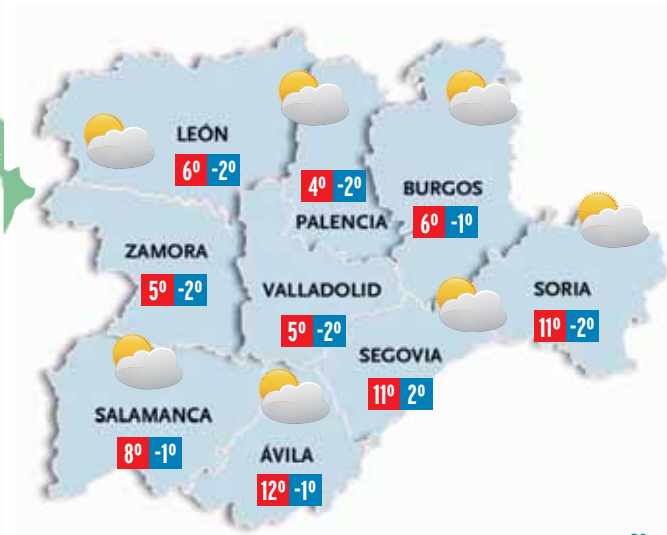 LEÓN
6º -2º
4º -2º
PALENCIA
BURGOS
6º -1º
ZAMORA
5º -2º
VALLADOLID
5º -2º
SORIA
11º -2º
SEGOVIA
11º 2º
SALAMANCA
8º -1º
ÁVILA
12º -1º